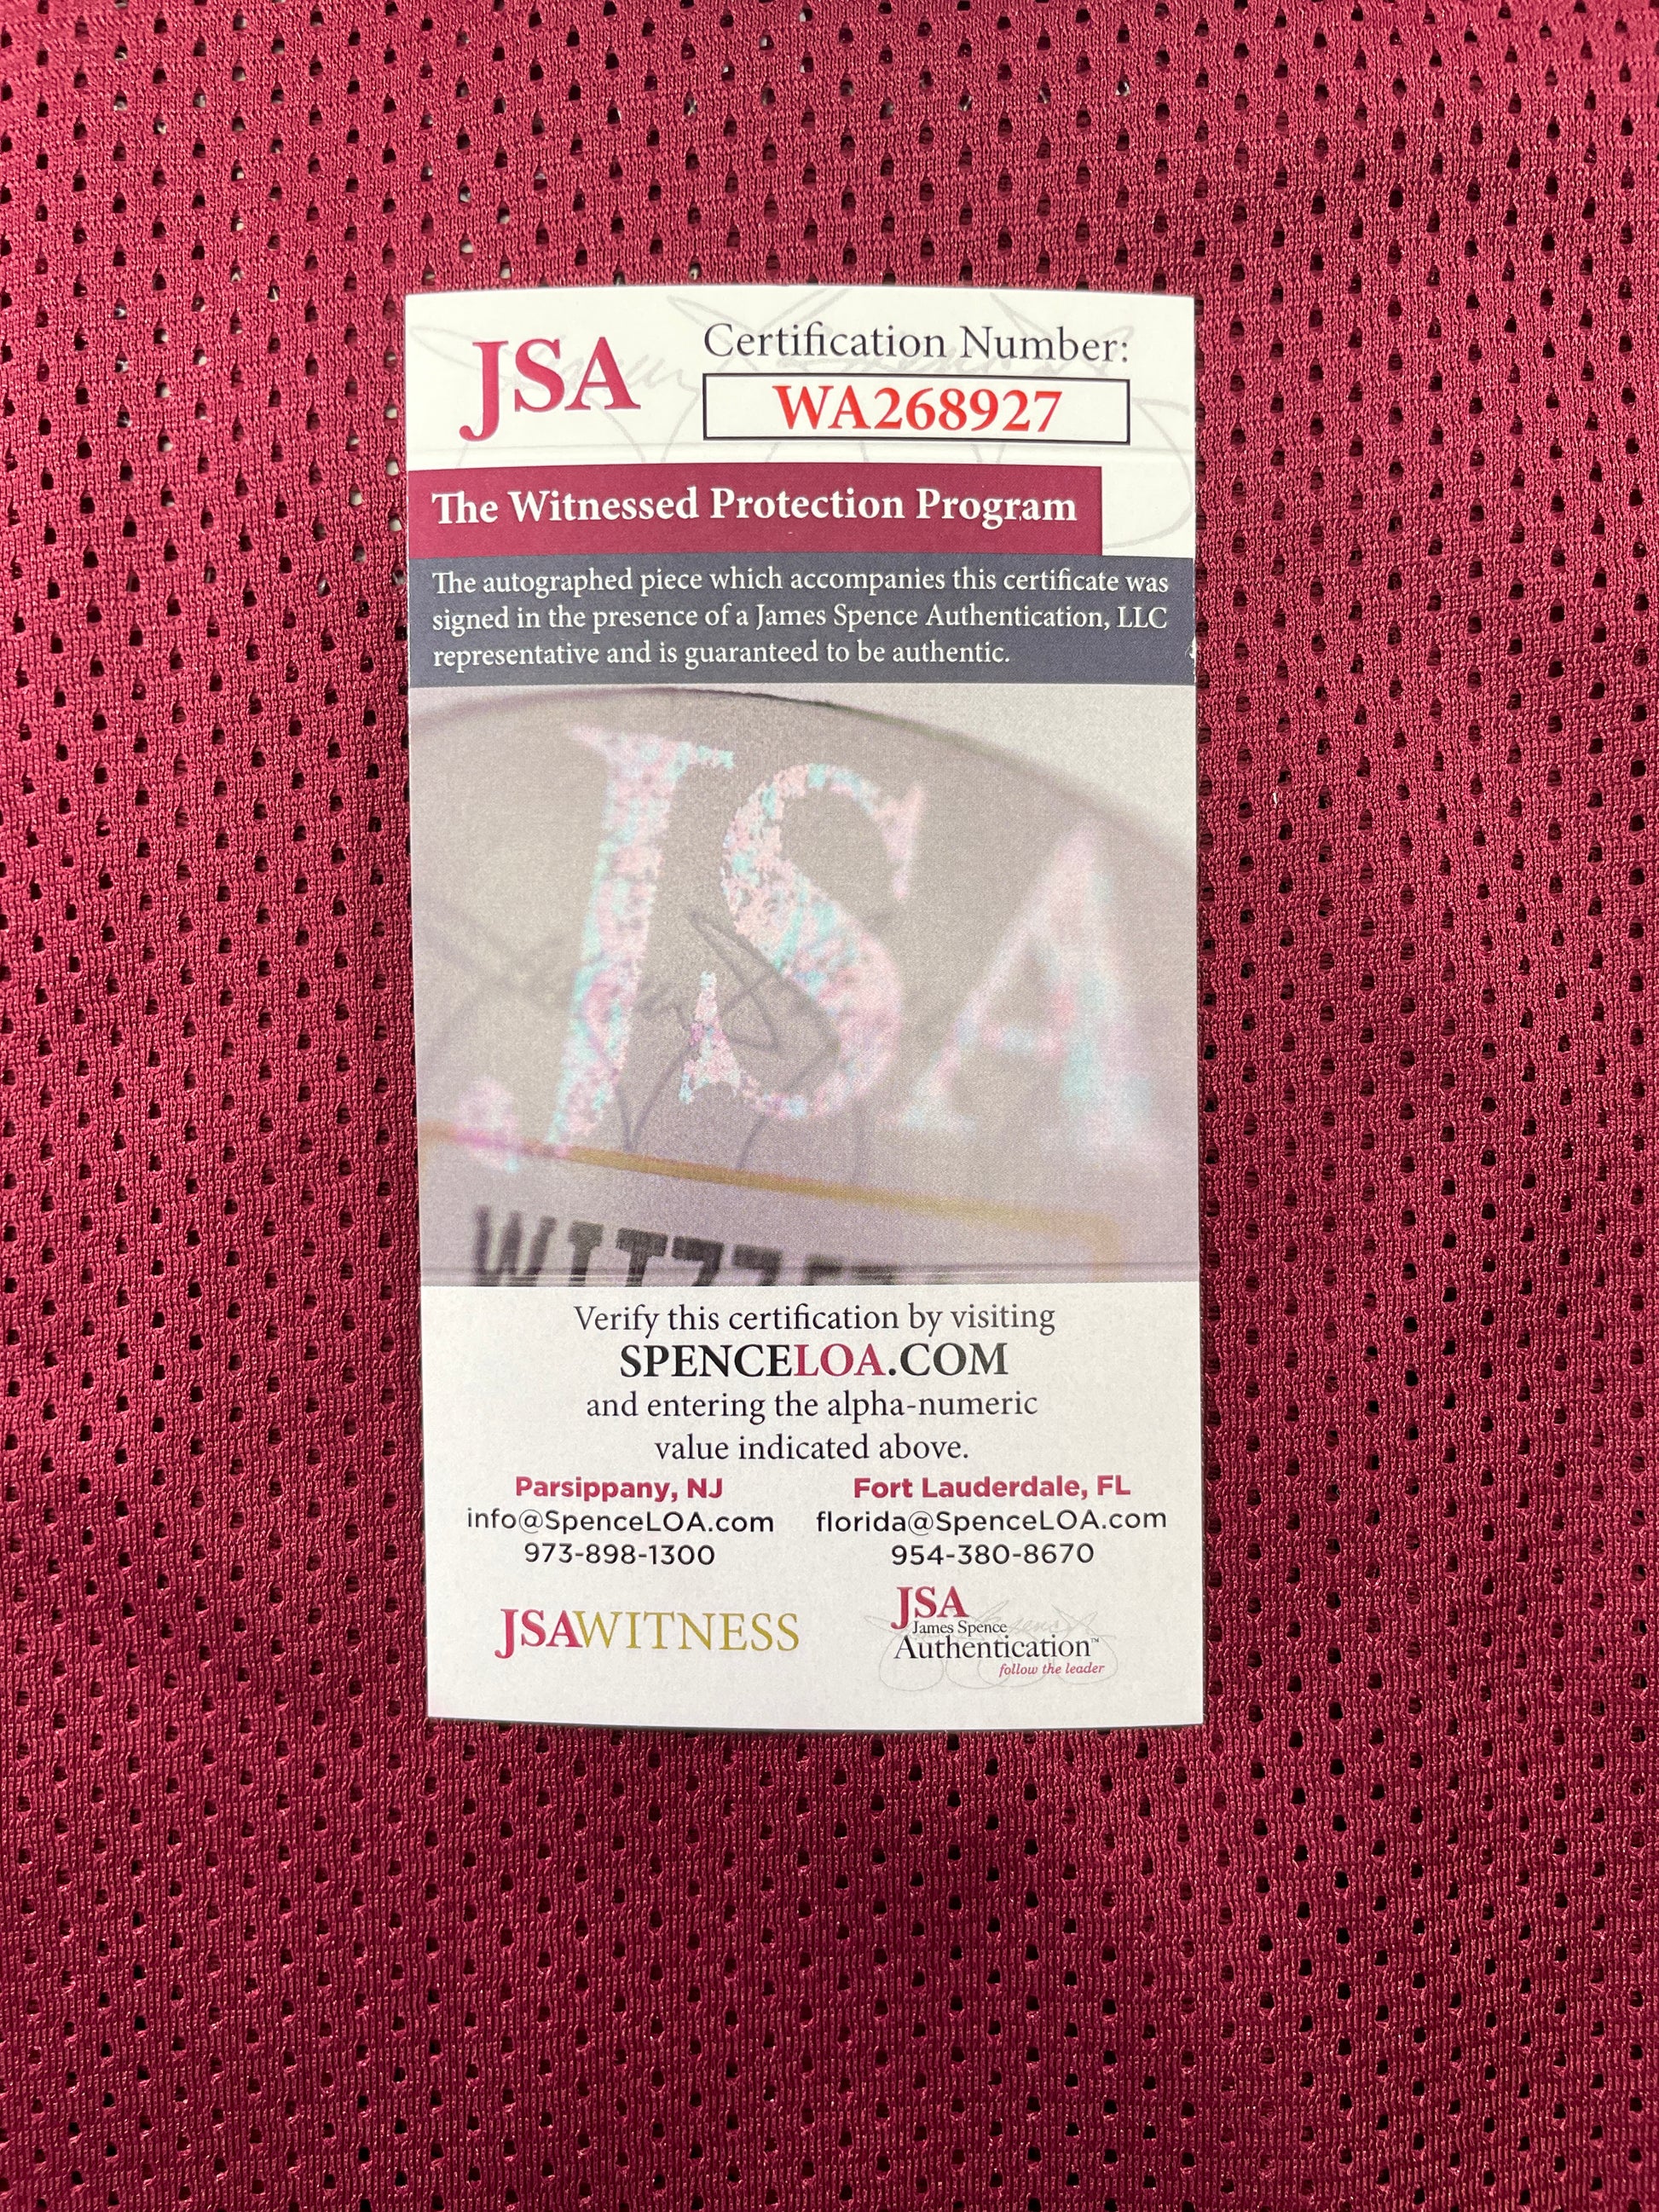 JSA
Certification Number:
WA268927
The Witnessed Protection Program
The autographed piece which accompanies this certificate was
signed in the presence of a James Spence Authentication, LLC
representative and is guaranteed to be authentic.
JSA
Verify this certification by visiting
SPENCELOA.COM
and entering the alpha-numeric
value indicated above.
Parsippany, NJ
info@SpenceLOA.com
973-898-1300
Fort Lauderdale, FL
florida@SpenceLOA.com
954-380-8670
JSAWITNESS
JSA
James Spence
Authentication™
follow the leader